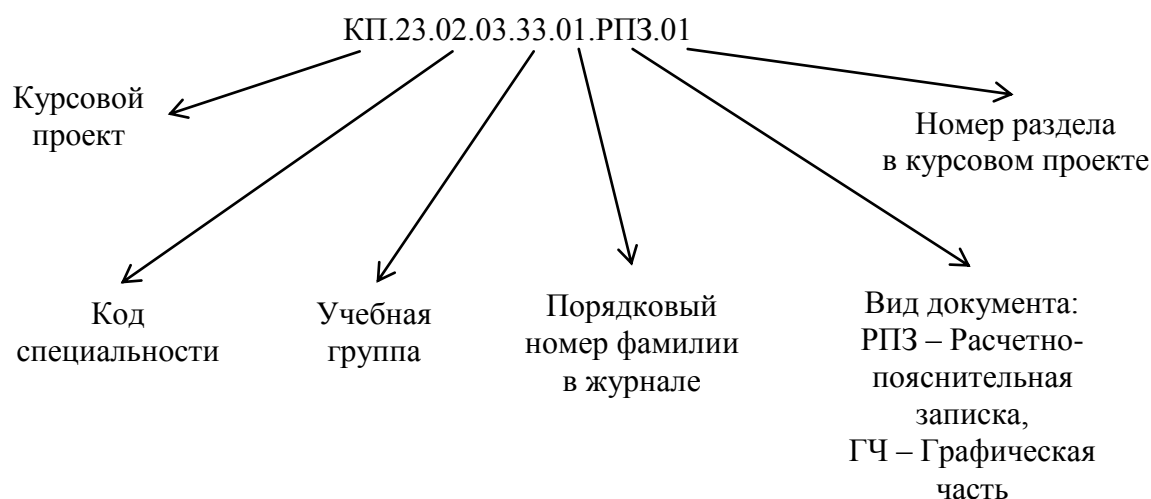 КП.23.02.03.33.01.РПЗ.01
Курсовой
проект
Номер раздела
в курсовом проекте
Код
специальности
Учебная
группа
Порядковый
номер фамилии
в журнале
Вид документа:
РПЗ – Расчетно-
пояснительная
записка,
ГЧ – Графическая
часть